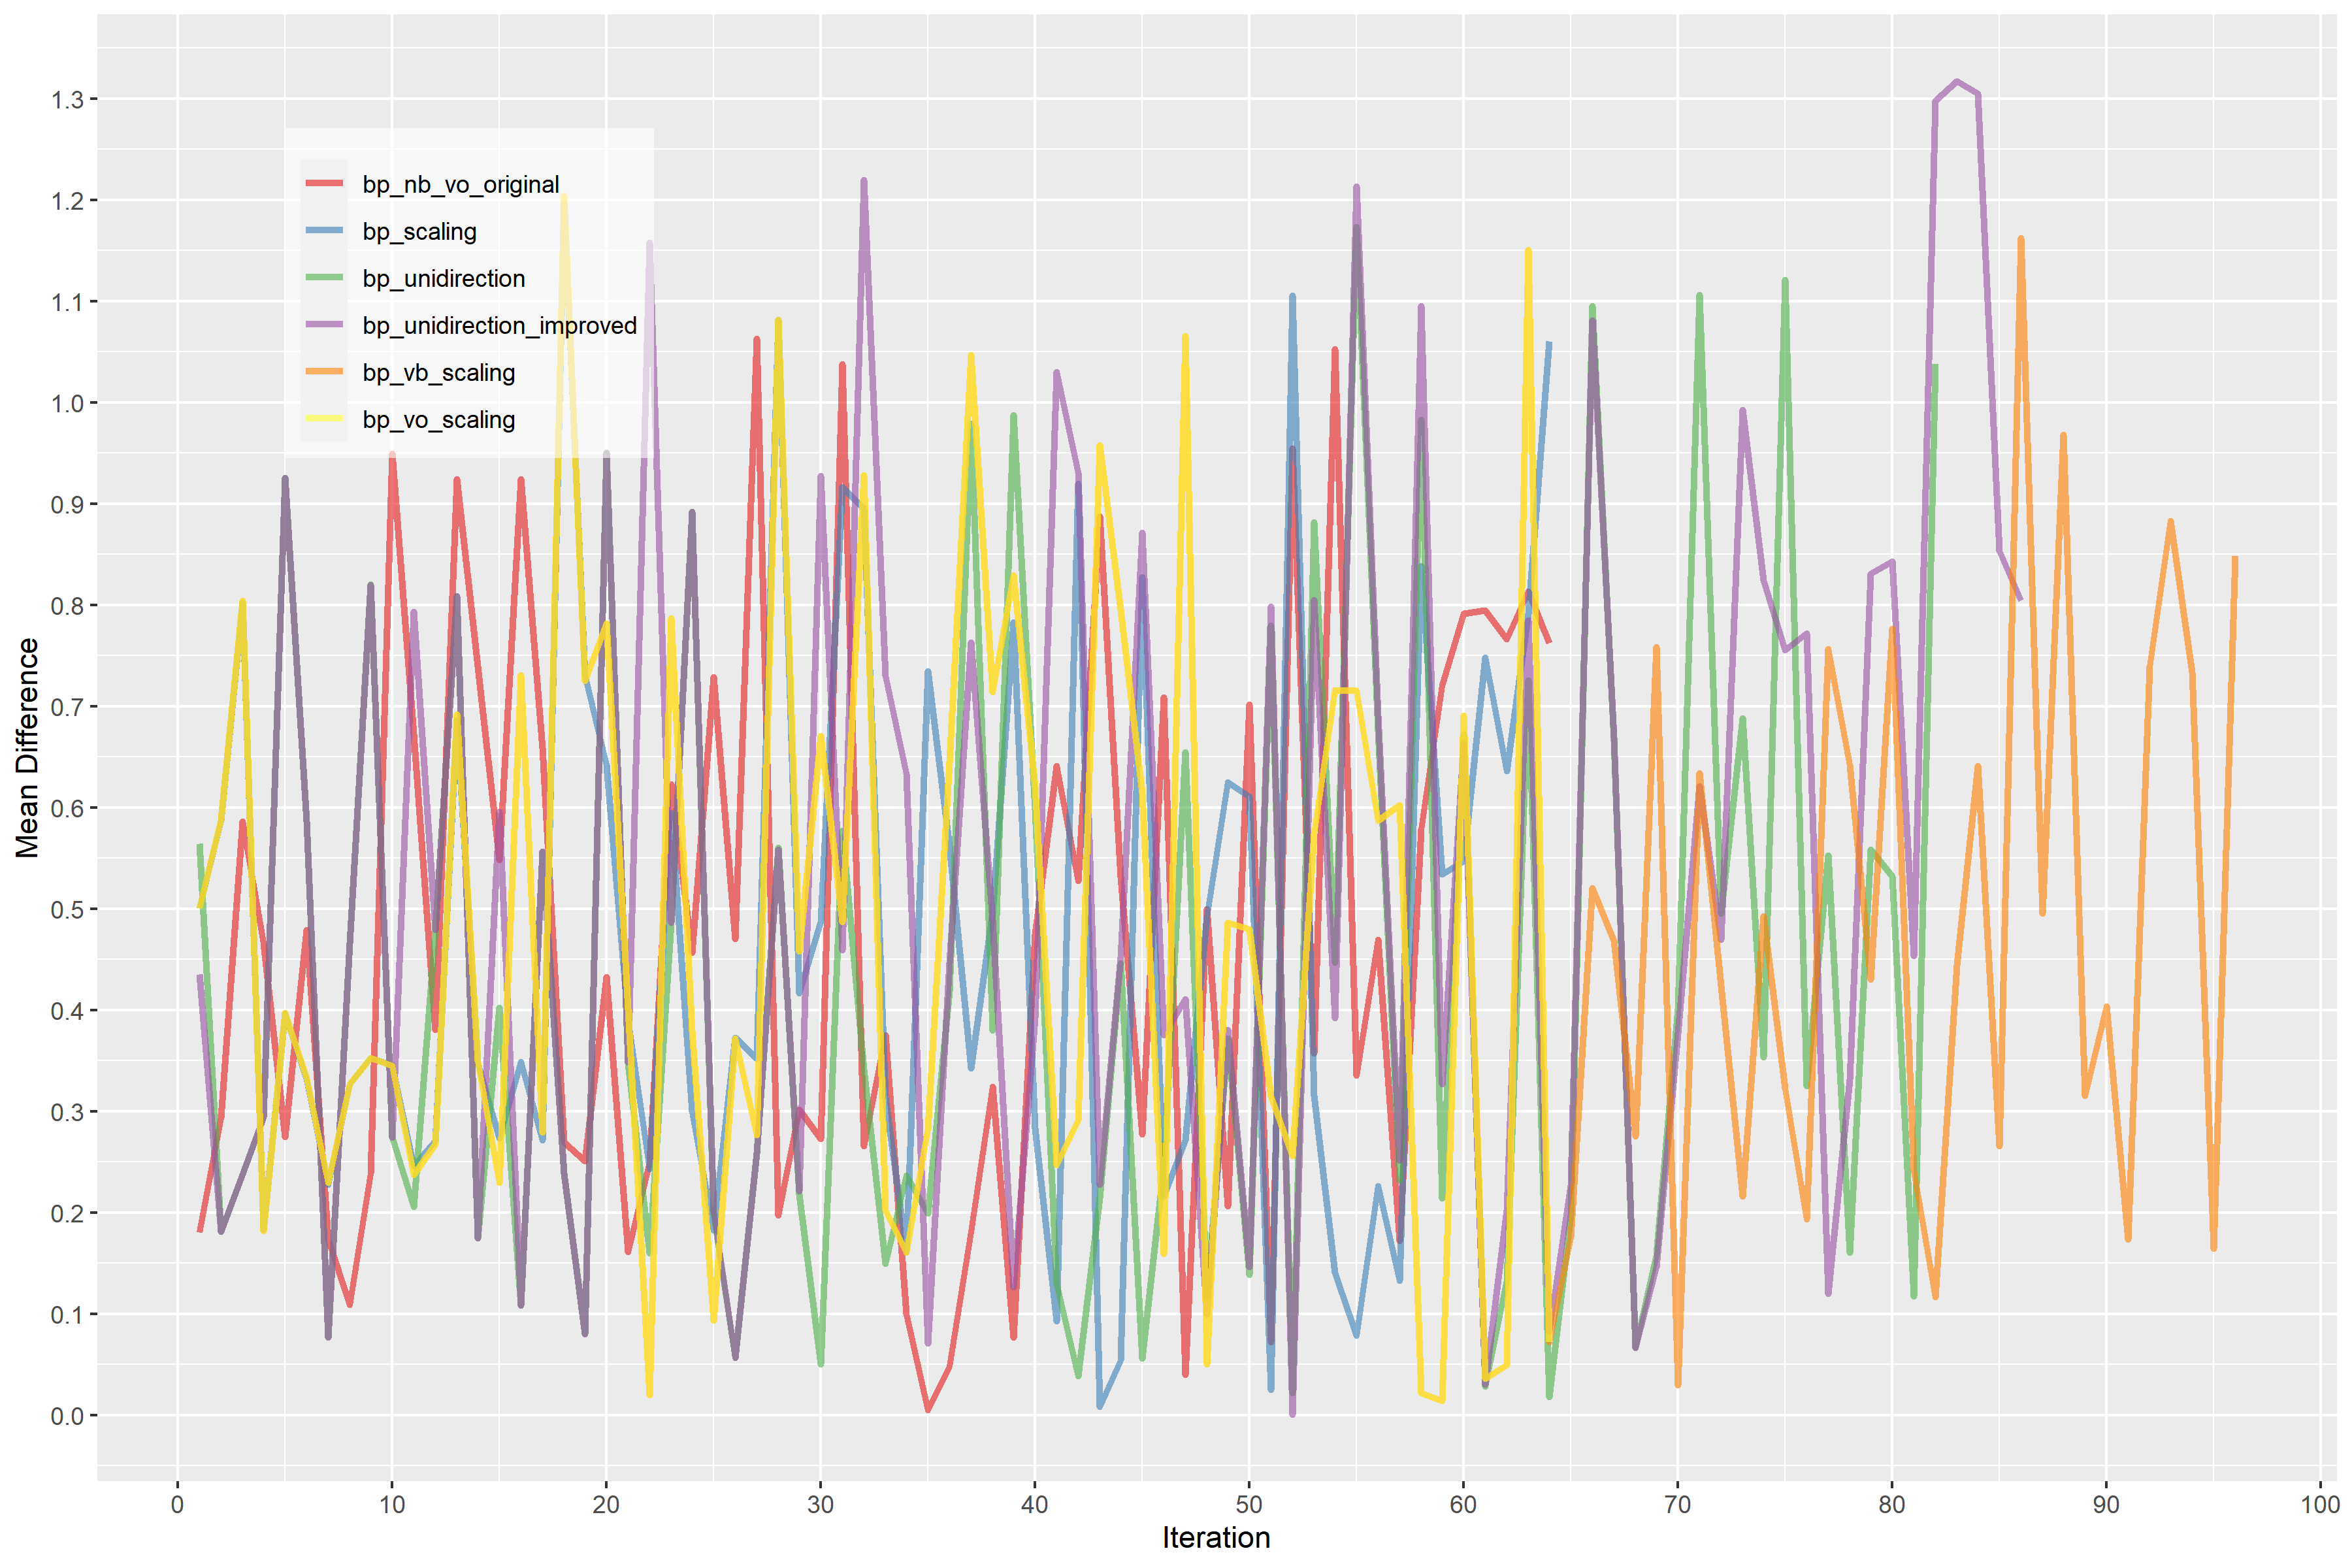 1.3
1.2
1.1
1.0
0.9
0.8
0.7
0.6
0.5
0.4
0.3
0.2
0.1
0.0
Mean Difference
bp_nb_vo_original
bp_scaling
bp_unidirection
bp_unidirection_improved
bp_vb_scaling
bp_vo_scaling
0 10 20 30 40 50 60 70 80 90 100
Iteration